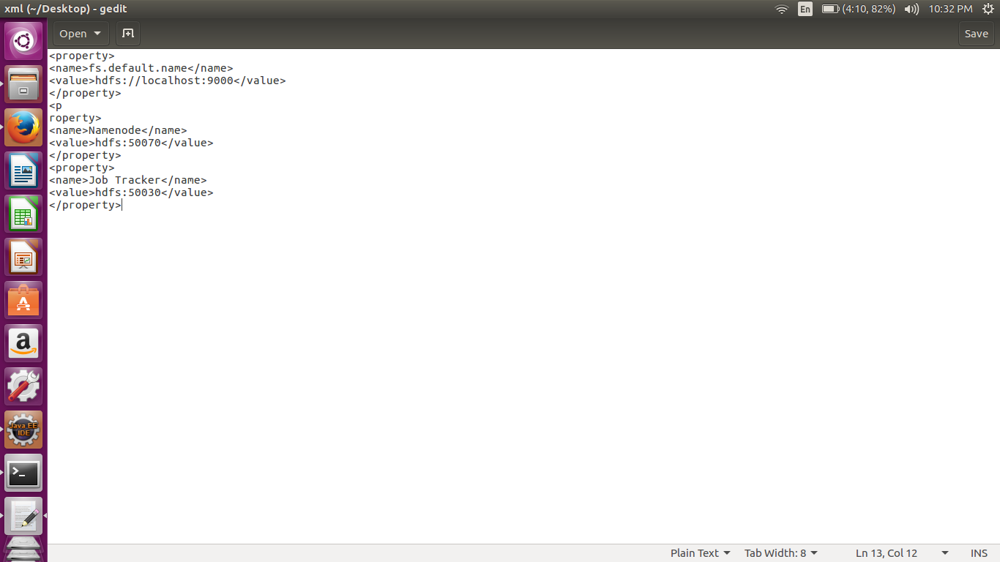 xml (~/Desktop) - gedit
En
(4:10, 82%)
10:32 PM
Open
Save
<property>
<name>fs.default.name</name>
<value>hdfs://localhost:9000</value>
</property>
<p
roperty>
<name>Namenode</name>
<value>hdfs:50070</value>
</property>
<property>
<name>Job Tracker</name>
<value>hdfs:50030</value>
</property>
A
a
Java EE
IDE
>_
Plain Text
Tab Width: 8
Ln 13, Col 12
INS